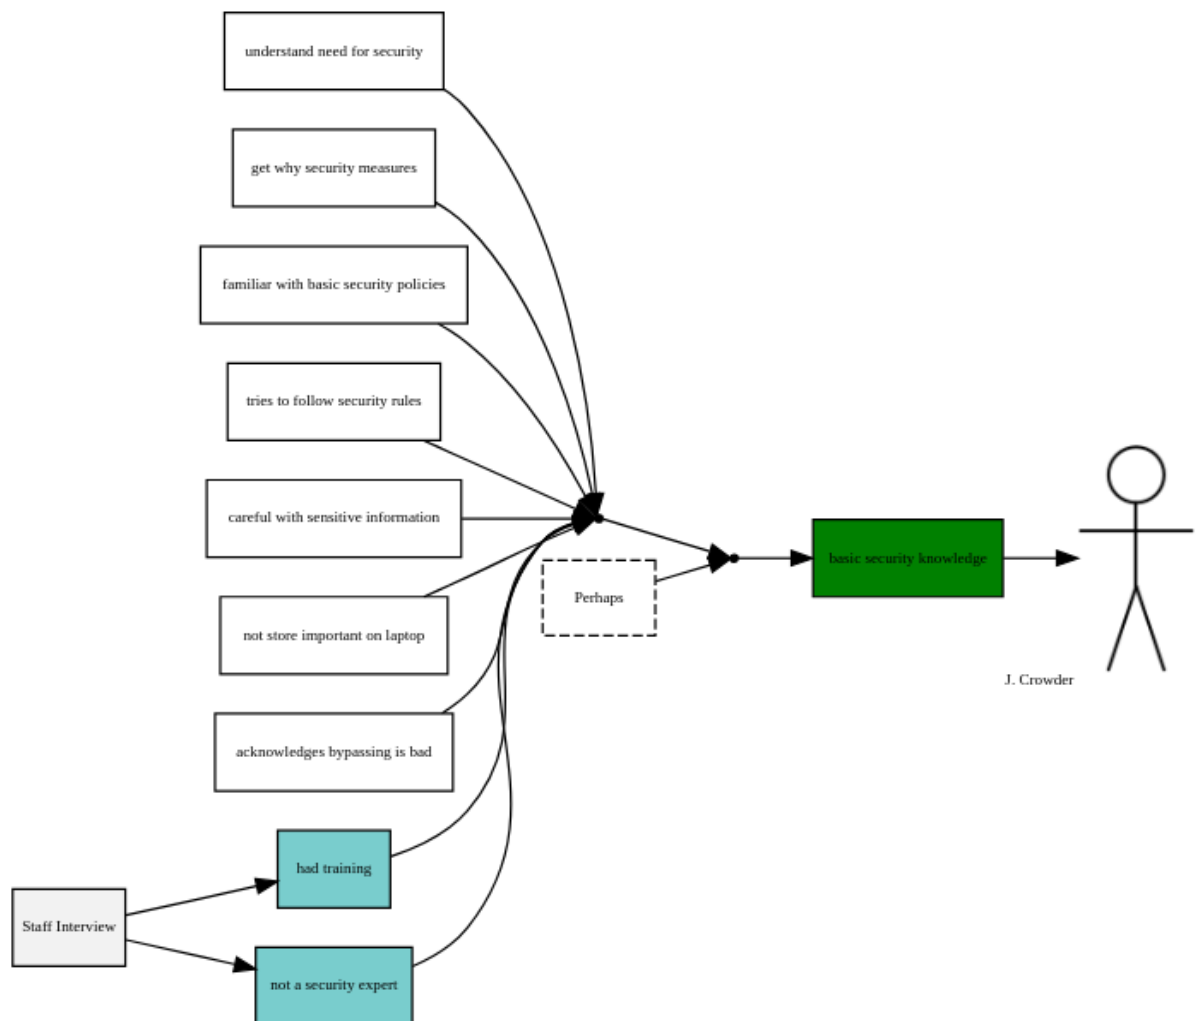 understand need for security
get why security measures
familiar with basic security policies
tries to follow security rules
careful with sensitive information
not store important on laptop
acknowledges bypassing is bad
had training
Staff Interview
not a security expert
Perhaps
basic security knowledge
J. Crowder